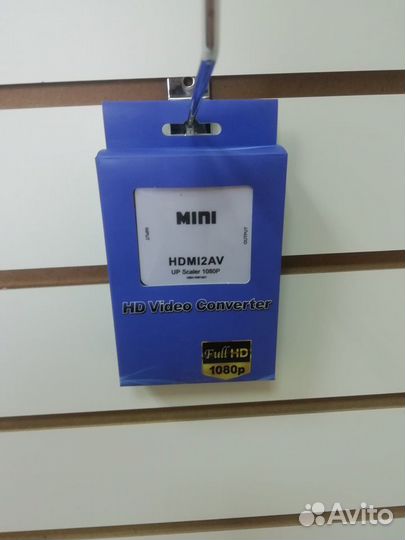 MINI
INPUT
OUTPUT
HDMI2AV
UP Scaler 1080P
HD Video Converter
Full HD
1080p
Avito